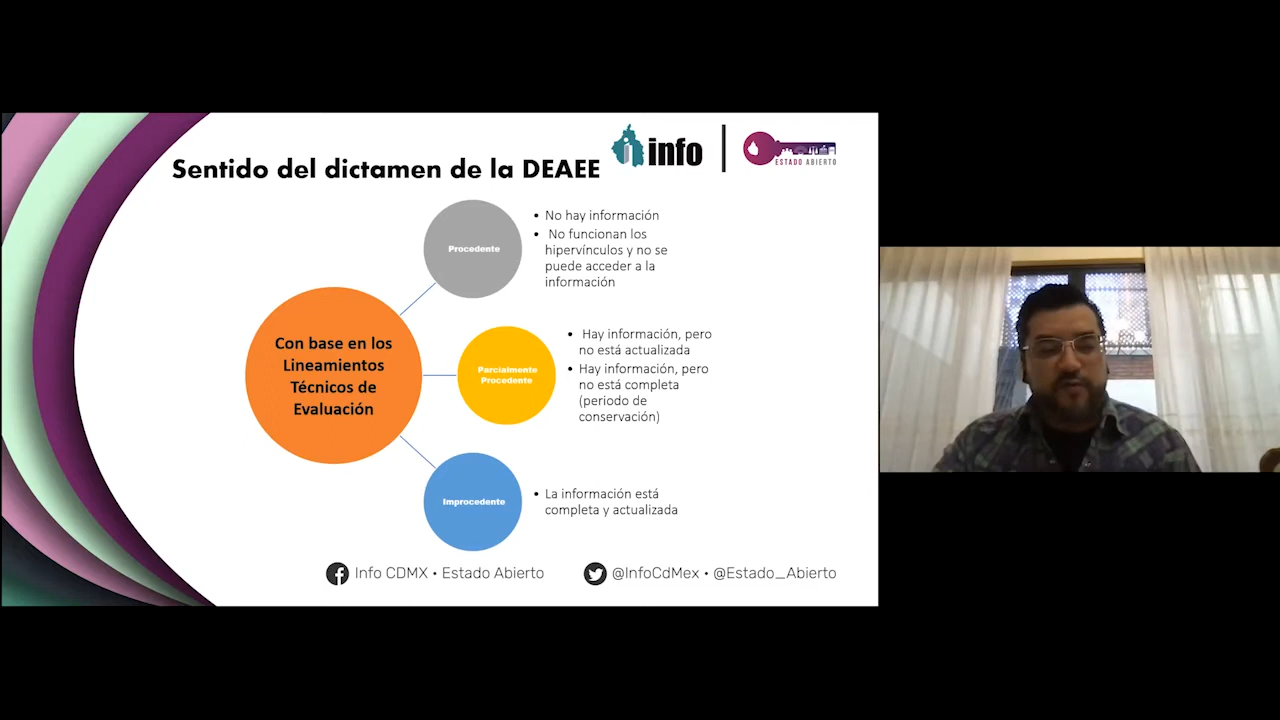 Sentido del dictamen de la DEAEE
info
ESTADO ABIERTO
Procedente
• No hay información
• No funcionan los
hipervínculos y no se
puede acceder a la
información
Con base en los
Lineamientos
Técnicos de
Evaluación
Parcialmente
Procedente
• Hay información, pero
no está actualizada
• Hay información, pero
no está completa
(periodo de
conservación)
Improcedente
• La información está
completa y actualizada
Info CDMX • Estado Abierto
@InfoCdMex • @Estado_Abierto